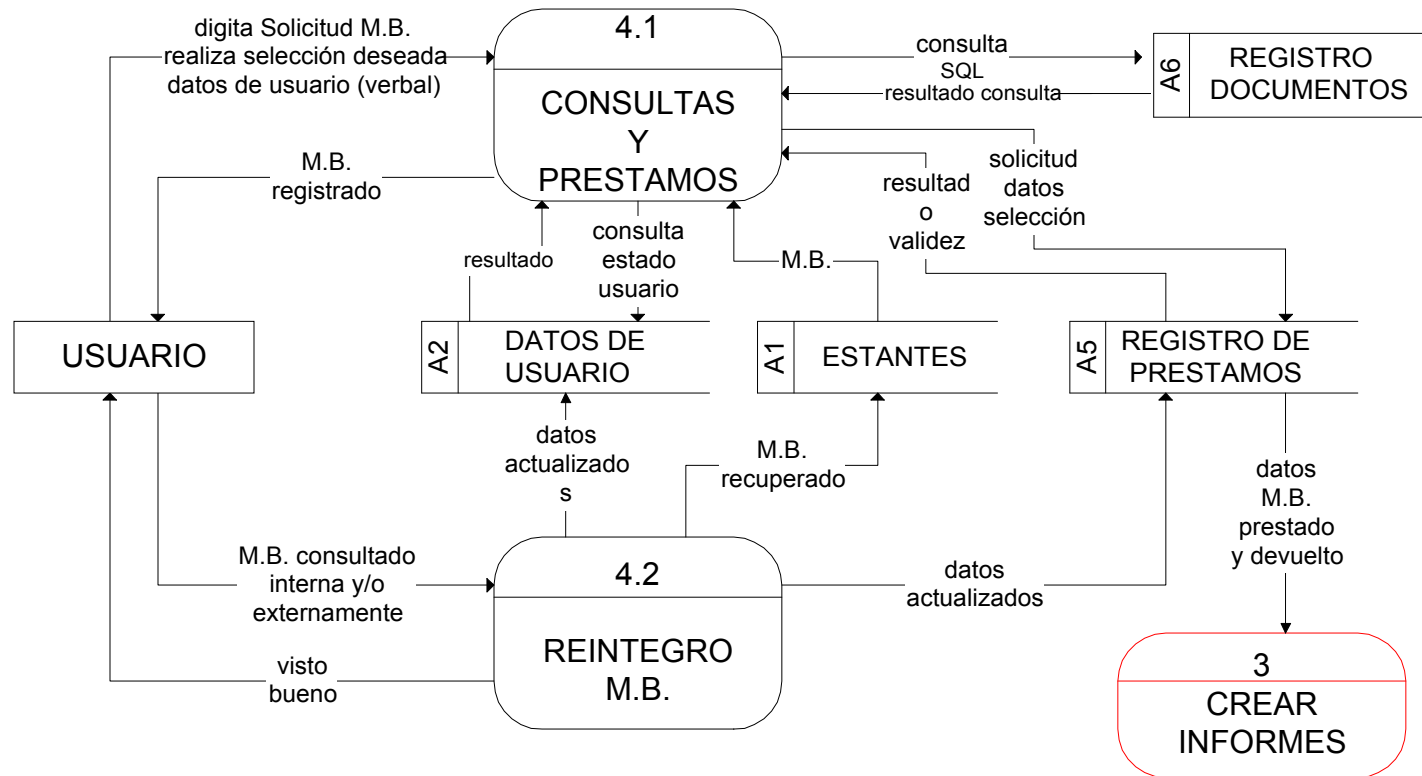 digita Solicitud M.B.
realiza selección deseada
datos de usuario (verbal)
4.1
CONSULTAS
Y
PRESTAMOS
consulta
SQL
resultado consulta
A6
REGISTRO
DOCUMENTOS
M.B.
registrado
resultado
consulta
estado
usuario
M.B.
resultad
o
validez
solicitud
datos
selección
USUARIO
A2
DATOS DE
USUARIO
A1
ESTANTES
A5
REGISTRO DE
PRESTAMOS
datos
actualizado
s
M.B.
recuperado
datos
M.B.
prestado
y devuelto
M.B. consultado
interna y/o
externamente
4.2
REINTEGRO
M.B.
datos
actualizados
visto
bueno
3
CREAR
INFORMES